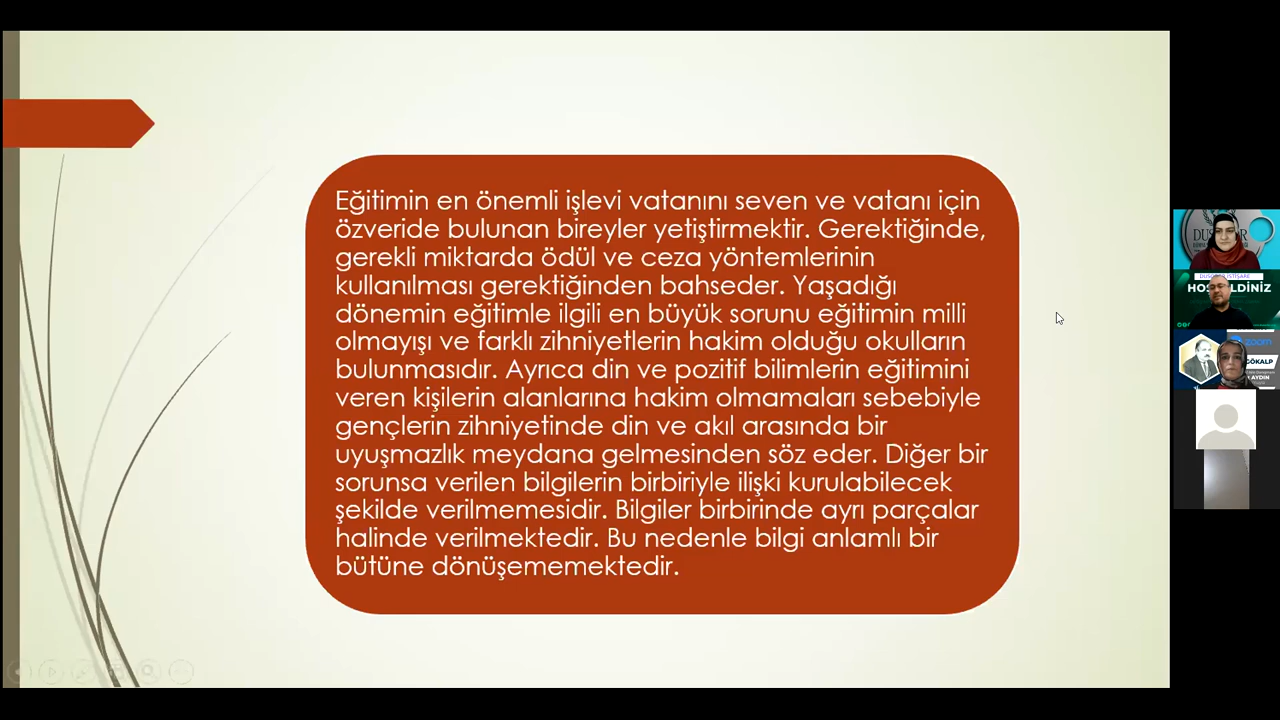 Eğitimin en önemli işlevi vatanını seven ve vatanı için
özveride bulunan bireyler yetiştirmektir. Gerektiğinde,
gerekli miktarda ödül ve ceza yöntemlerinin
kullanılması gerektiğinden bahseder. Yaşadığı
dönemin eğitimle ilgili en büyük sorunu eğitimin milli
olmayışı ve farklı zihniyetlerin hakim olduğu okulların
bulunmasıdır. Ayrıca din ve pozitif bilimlerin eğitimini
veren kişilerin alanlarına hakim olmamaları sebebiyle
gençlerin zihniyetinde din ve akıl arasında bir
uyuşmazlık meydana gelmesinden söz eder. Diğer bir
sorunsa verilen bilgilerin birbiriyle ilişki kurulabilecek
şekilde verilmemesidir. Bilgiler birbirinde ayrı parçalar
halinde verilmektedir. Bu nedenle bilgi anlamlı bir
bütüne dönüşememektedir.
zoom
GÖKALP
AYDIN